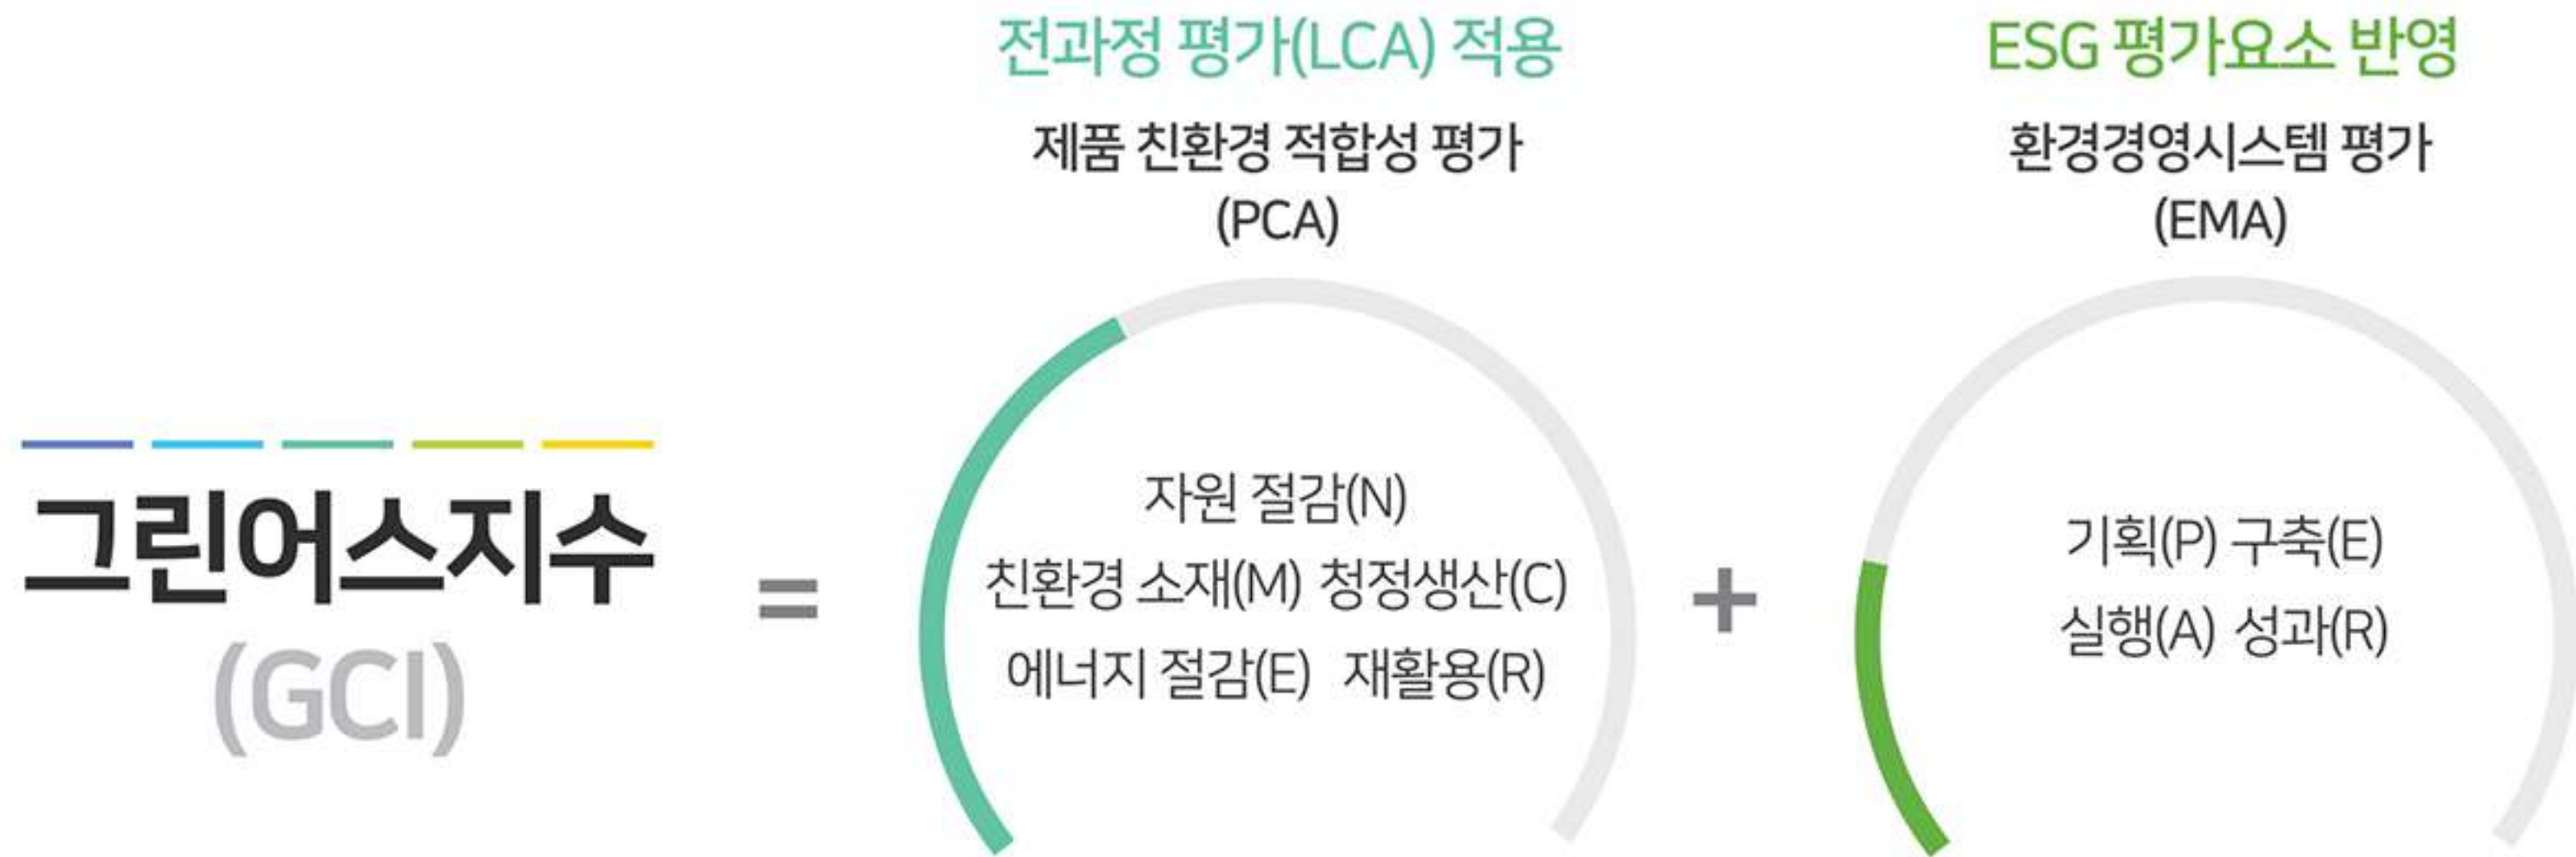 그린어스지수
(GCI)
=
전과정 평가(LCA) 적용
제품 친환경 적합성 평가
(PCA)
자원 절감(N)
친환경 소재(M) 청정생산(C)
에너지 절감(E) 재활용(R)
+
ESG 평가요소 반영
환경경영시스템 평가
(EMA)
기획(P) 구축(E)
실행(A) 성과(R)